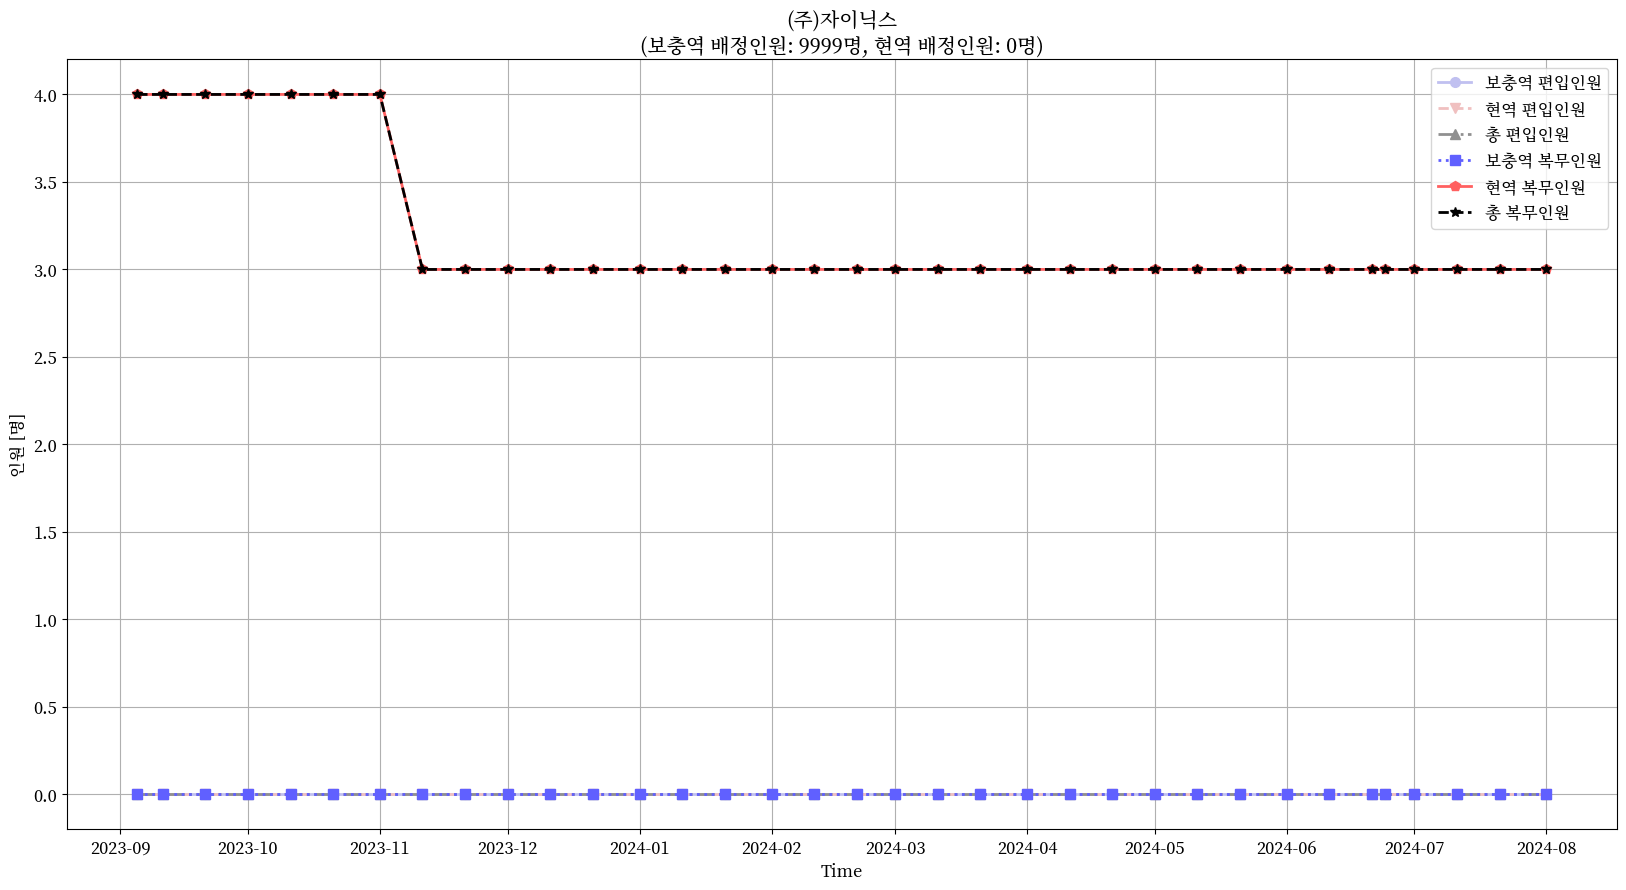 (주)자이닉스
(보충역 배정인원: 9999명, 현역 배정인원: 0명)
보충역 편입인원
현역 편입인원
총 편입인원
보충역 복무인원
현역 복무인원
총 복무인원
인원 [명]
4.0
3.5
3.0
2.5
2.0
1.5
1.0
0.5
0.0
2023-09 2023-10 2023-11 2023-12 2024-01 2024-02 2024-03 2024-04 2024-05 2024-06 2024-07 2024-08
Time